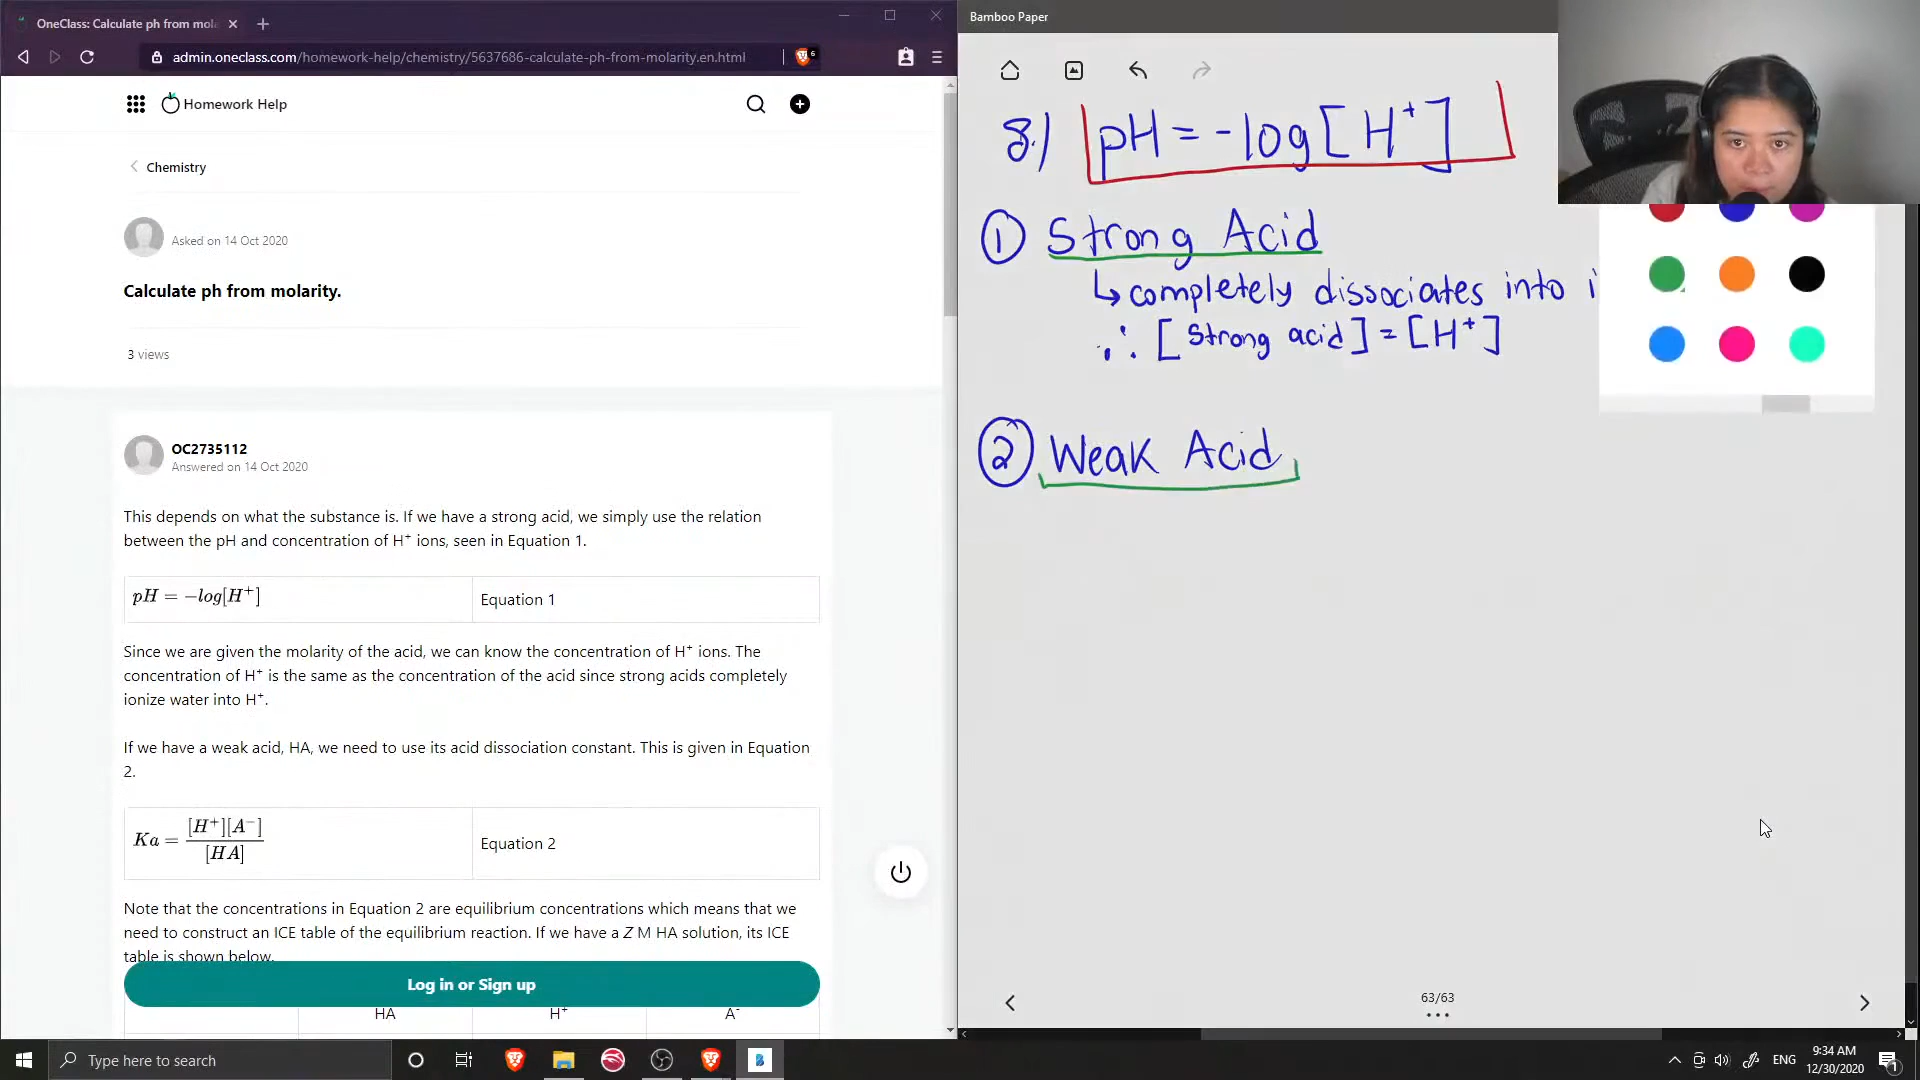 OneClass: Calculate ph from mola
admin.oneclass.com/homework-help/chemistry/5637686-calculate-ph-from-molarity.en.html
6
Homework Help
Chemistry
Asked on 14 Oct 2020
Calculate ph from molarity.
3 views
OC2735112
Answered on 14 Oct 2020
This depends on what the substance is. If we have a strong acid, we simply use the relation
between the pH and concentration of H⁺ ions, seen in Equation 1.
pH = −log[H⁺]
Equation 1
Since we are given the molarity of the acid, we can know the concentration of H⁺ ions. The
concentration of H⁺ is the same as the concentration of the acid since strong acids completely
ionize water into H⁺.
If we have a weak acid, HA, we need to use its acid dissociation constant. This is given in Equation
2.
Ka = [H⁺][A⁻] / [HA]
Equation 2
Note that the concentrations in Equation 2 are equilibrium concentrations which means that we
need to construct an ICE table of the equilibrium reaction. If we have a Z M HA solution, its ICE
table is shown below.
Log in or Sign up
HA H⁺ A⁻
Bamboo Paper
8.) pH = -log[H⁺]
① Strong Acid
↳ completely dissociates into i
∴ [Strong acid] = [H⁺]
② Weak Acid
63/63
Type here to search
ENG
9:34 AM
12/30/2020
1